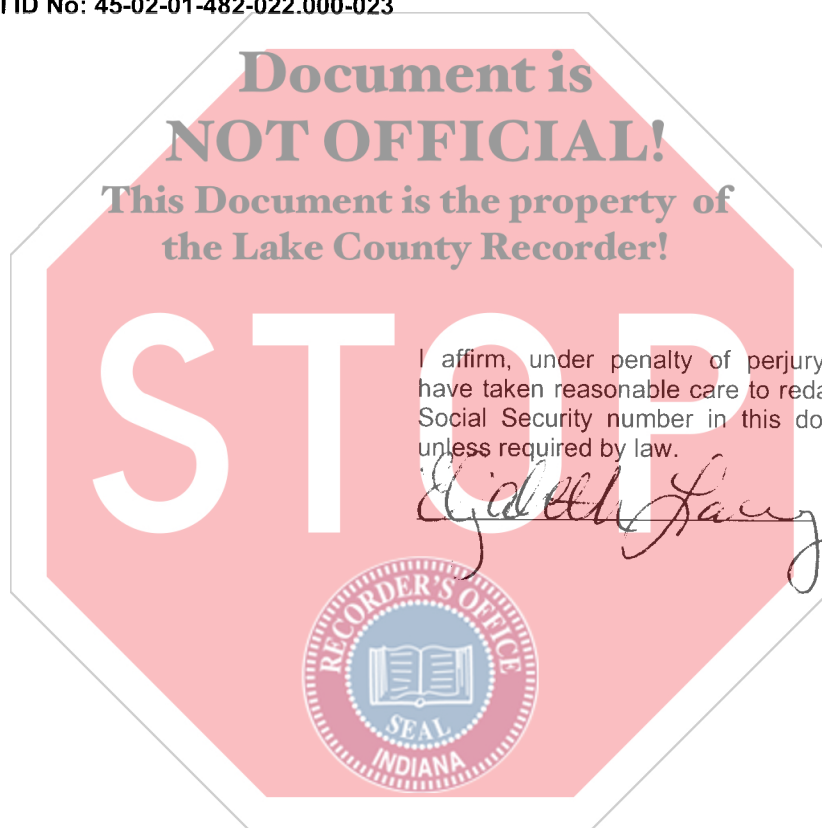 ID No: 45-02-01-482-022.000-023
Document is
NOT OFFICIAL!
This Document is the property of
the Lake County Recorder!
STOP
I affirm, under penalty of perjury
have taken reasonable care to reda
Social Security number in this do
unless required by law.
RECORDER'S OFFICE
SEAL
INDIANA